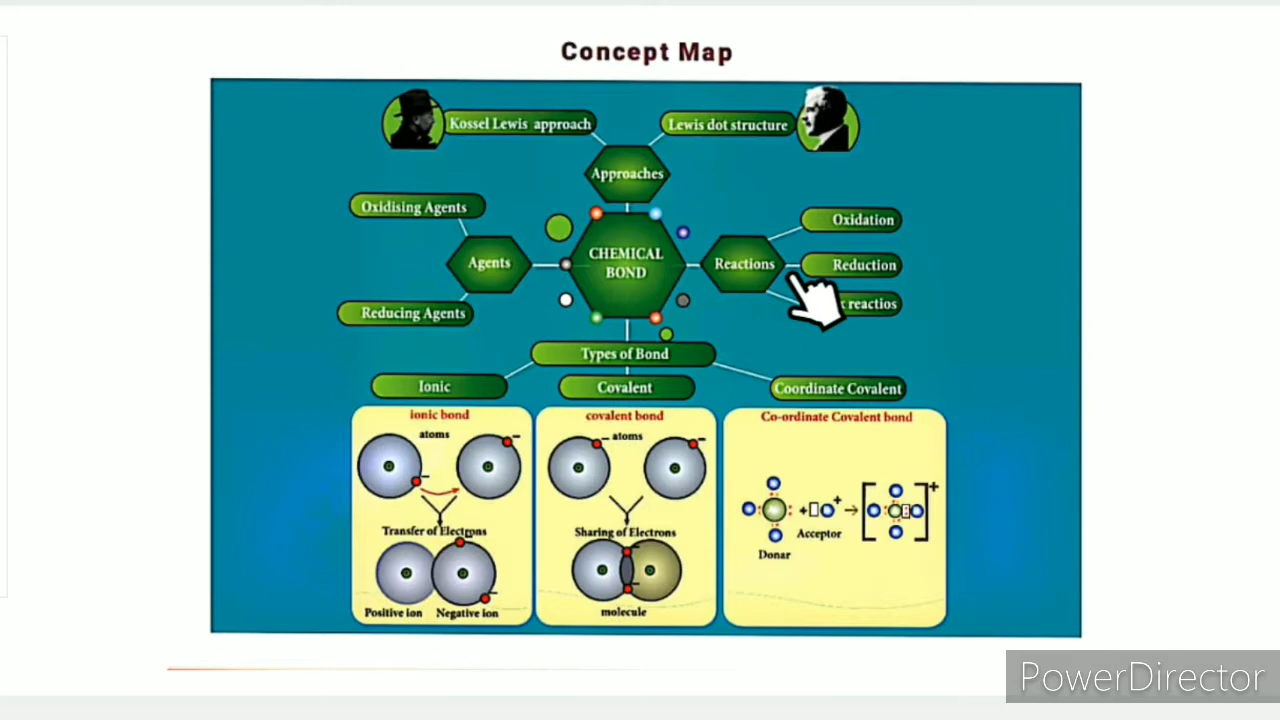 Concept Map
Kossel Lewis approach
Lewis dot structure
Approaches
Oxidising Agents
Oxidation
CHEMICAL
BOND
Agents
Reactions
Reduction
reactios
Reducing Agents
Types of Bond
Ionic
Covalent
Coordinate Covalent
ionic bond
atoms
Transfer of Electrons
Positive ion
Negative ion
covalent bond
atoms
Sharing of Electrons
molecule
Co-ordinate Covalent bond
+
+
→
+
Acceptor
Donar
PowerDirector